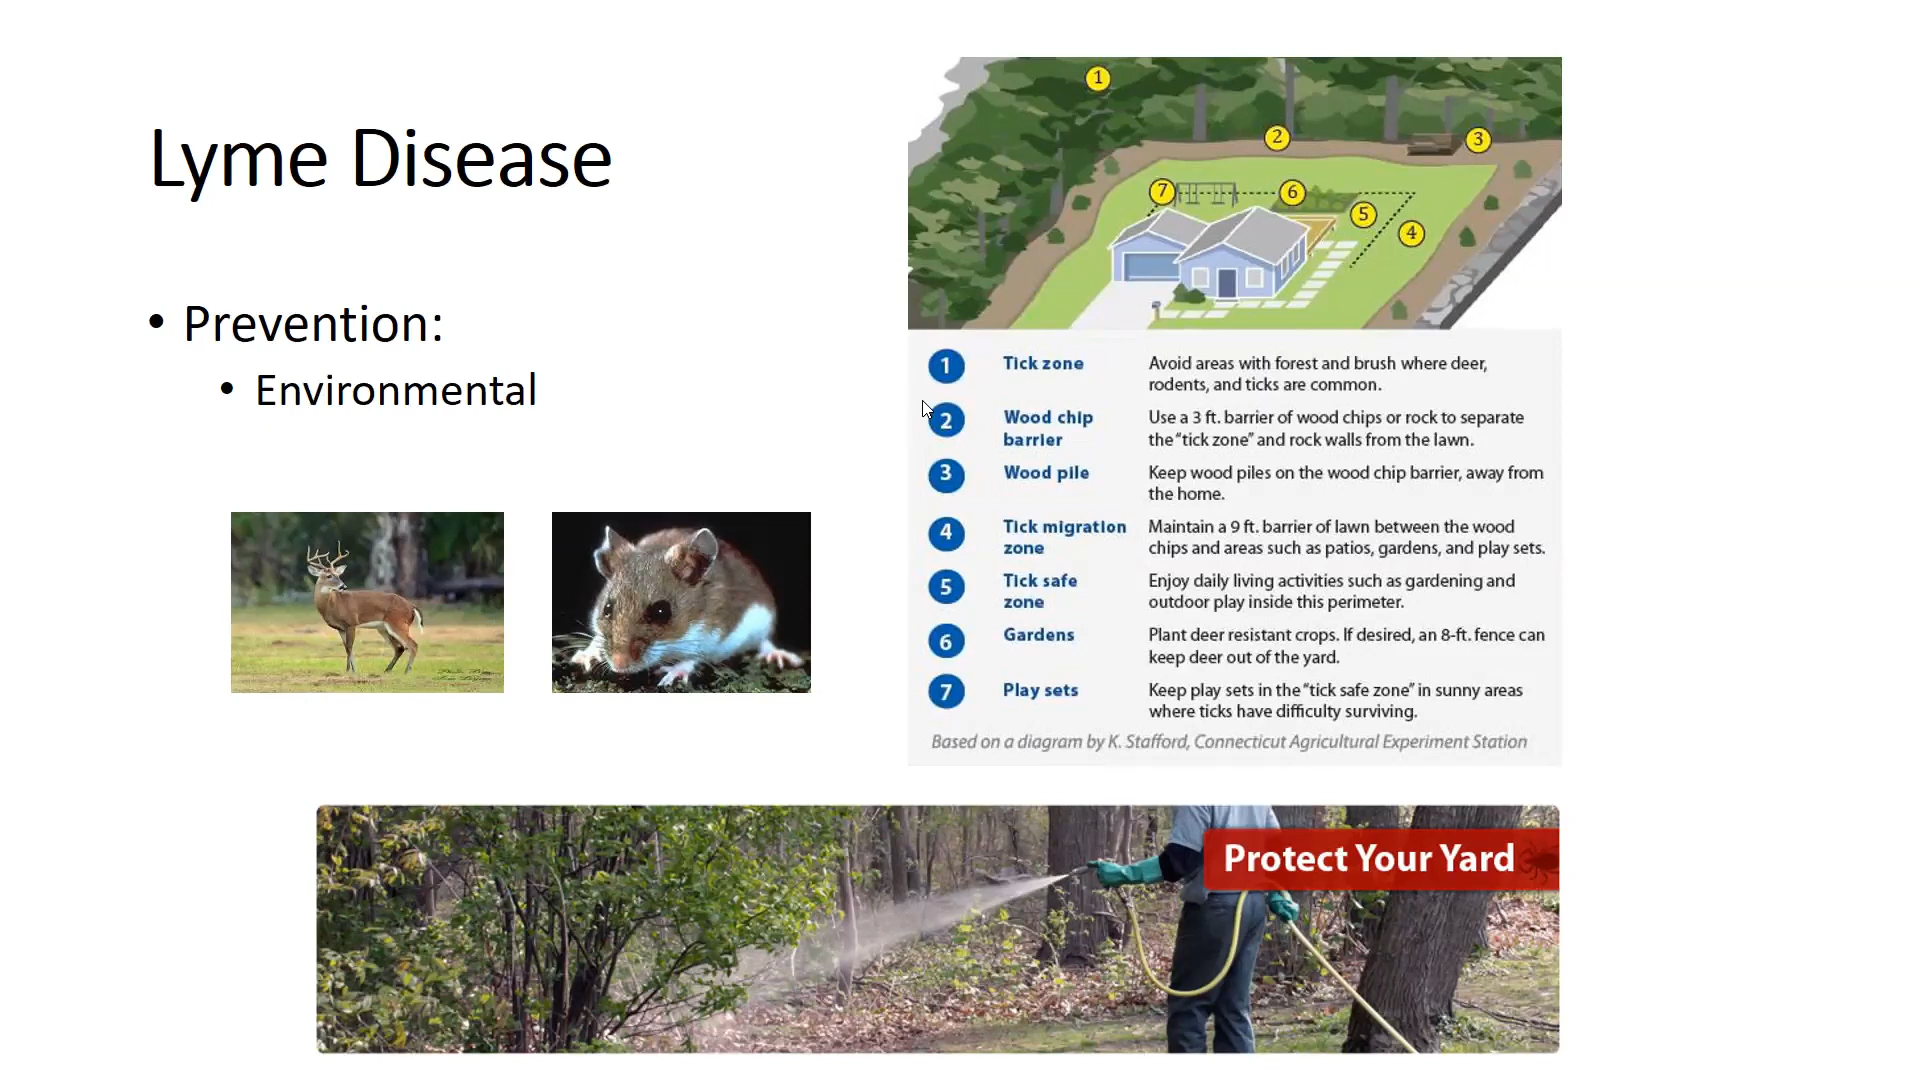 Lyme Disease
• Prevention:
• Environmental
1
2
3
7
6
5
4
1 Tick zone Avoid areas with forest and brush where deer,
rodents, and ticks are common.
2 Wood chip Use a 3 ft. barrier of wood chips or rock to separate
barrier the “tick zone” and rock walls from the lawn.
3 Wood pile Keep wood piles on the wood chip barrier, away from
the home.
4 Tick migration Maintain a 9 ft. barrier of lawn between the wood
zone chips and areas such as patios, gardens, and play sets.
5 Tick safe Enjoy daily living activities such as gardening and
zone outdoor play inside this perimeter.
6 Gardens Plant deer resistant crops. If desired, an 8-ft. fence can
keep deer out of the yard.
7 Play sets Keep play sets in the “tick safe zone” in sunny areas
where ticks have difficulty surviving.
Based on a diagram by K. Stafford, Connecticut Agricultural Experiment Station
Protect Your Yard